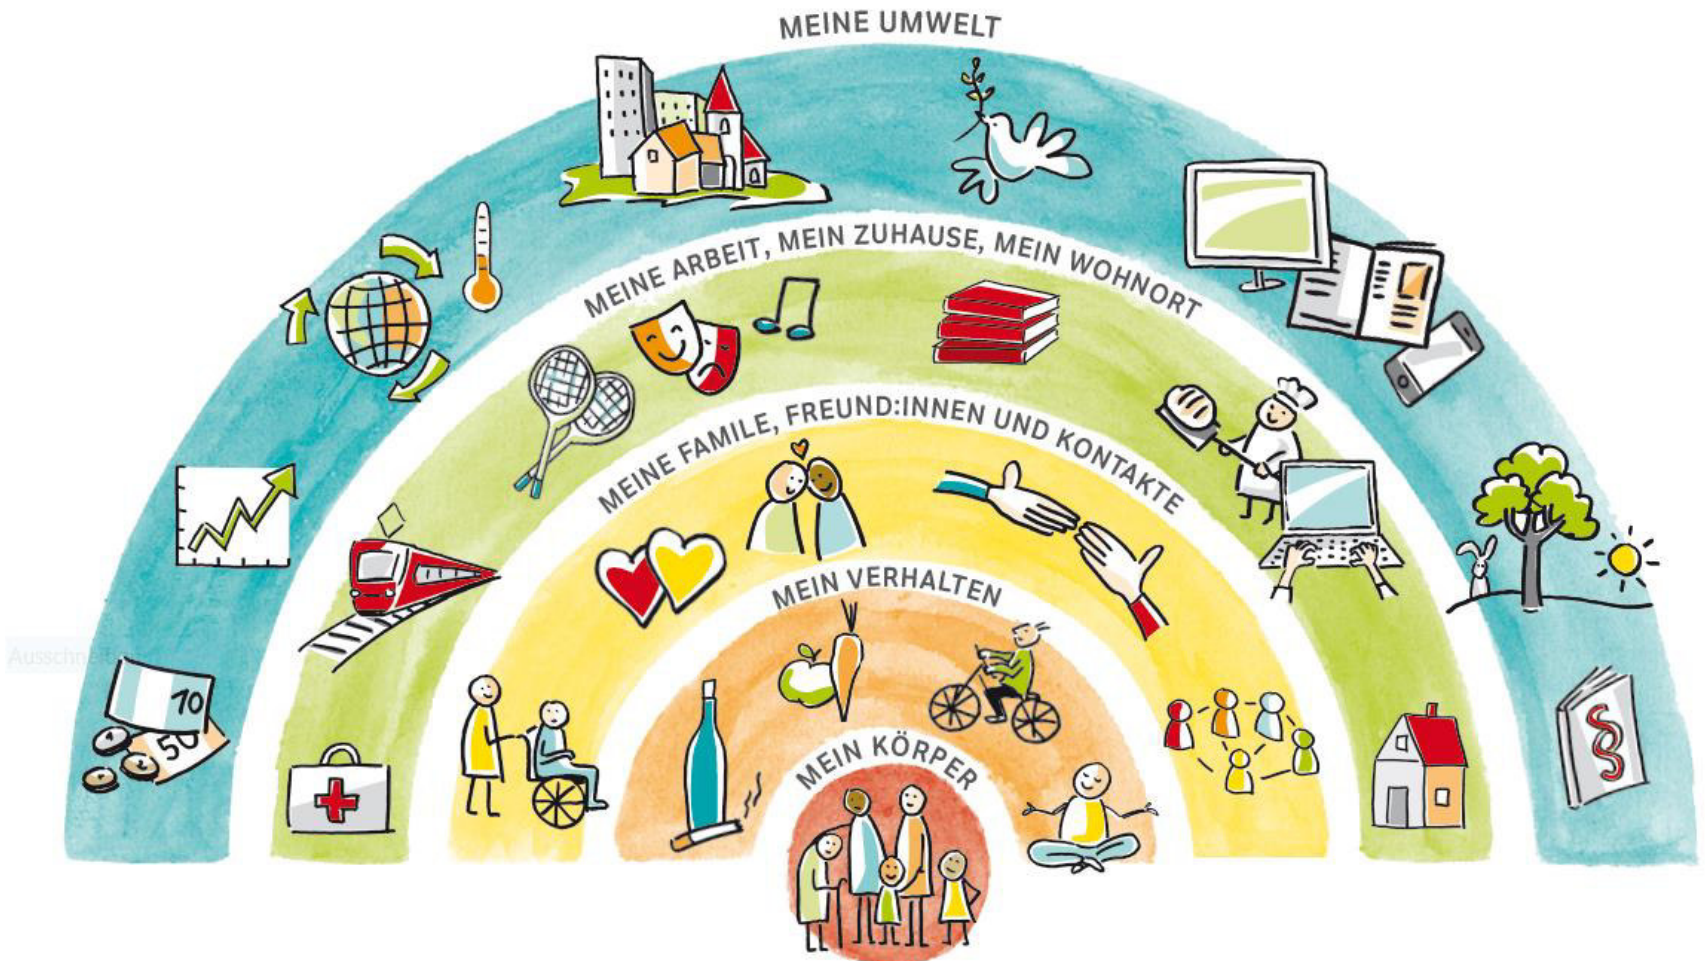 MEINE UMWELT
MEINE ARBEIT, MEIN ZUHAUSE, MEIN WOHNORT
MEINE FAMILE, FREUND:INNEN UND KONTAKTE
MEIN VERHALTEN
MEIN KÖRPER
10
50
§